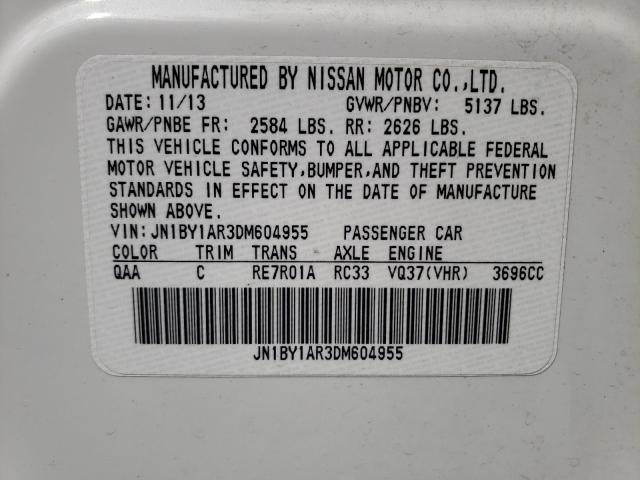 MANUFACTURED BY NISSAN MOTOR CO.,LTD.
DATE: 11/13 GVWR/PNBV: 5137 LBS.
GAWR/PNBE FR: 2584 LBS. RR: 2626 LBS.
THIS VEHICLE CONFORMS TO ALL APPLICABLE FEDERAL
MOTOR VEHICLE SAFETY,BUMPER,AND THEFT PREVENTION
STANDARDS IN EFFECT ON THE DATE OF MANUFACTURE
SHOWN ABOVE.
VIN:JN1BY1AR3DM604955 PASSENGER CAR
COLOR TRIM TRANS AXLE ENGINE
QAA C RE7R01A RC33 VQ37(VHR) 3696CC
JN1BY1AR3DM604955